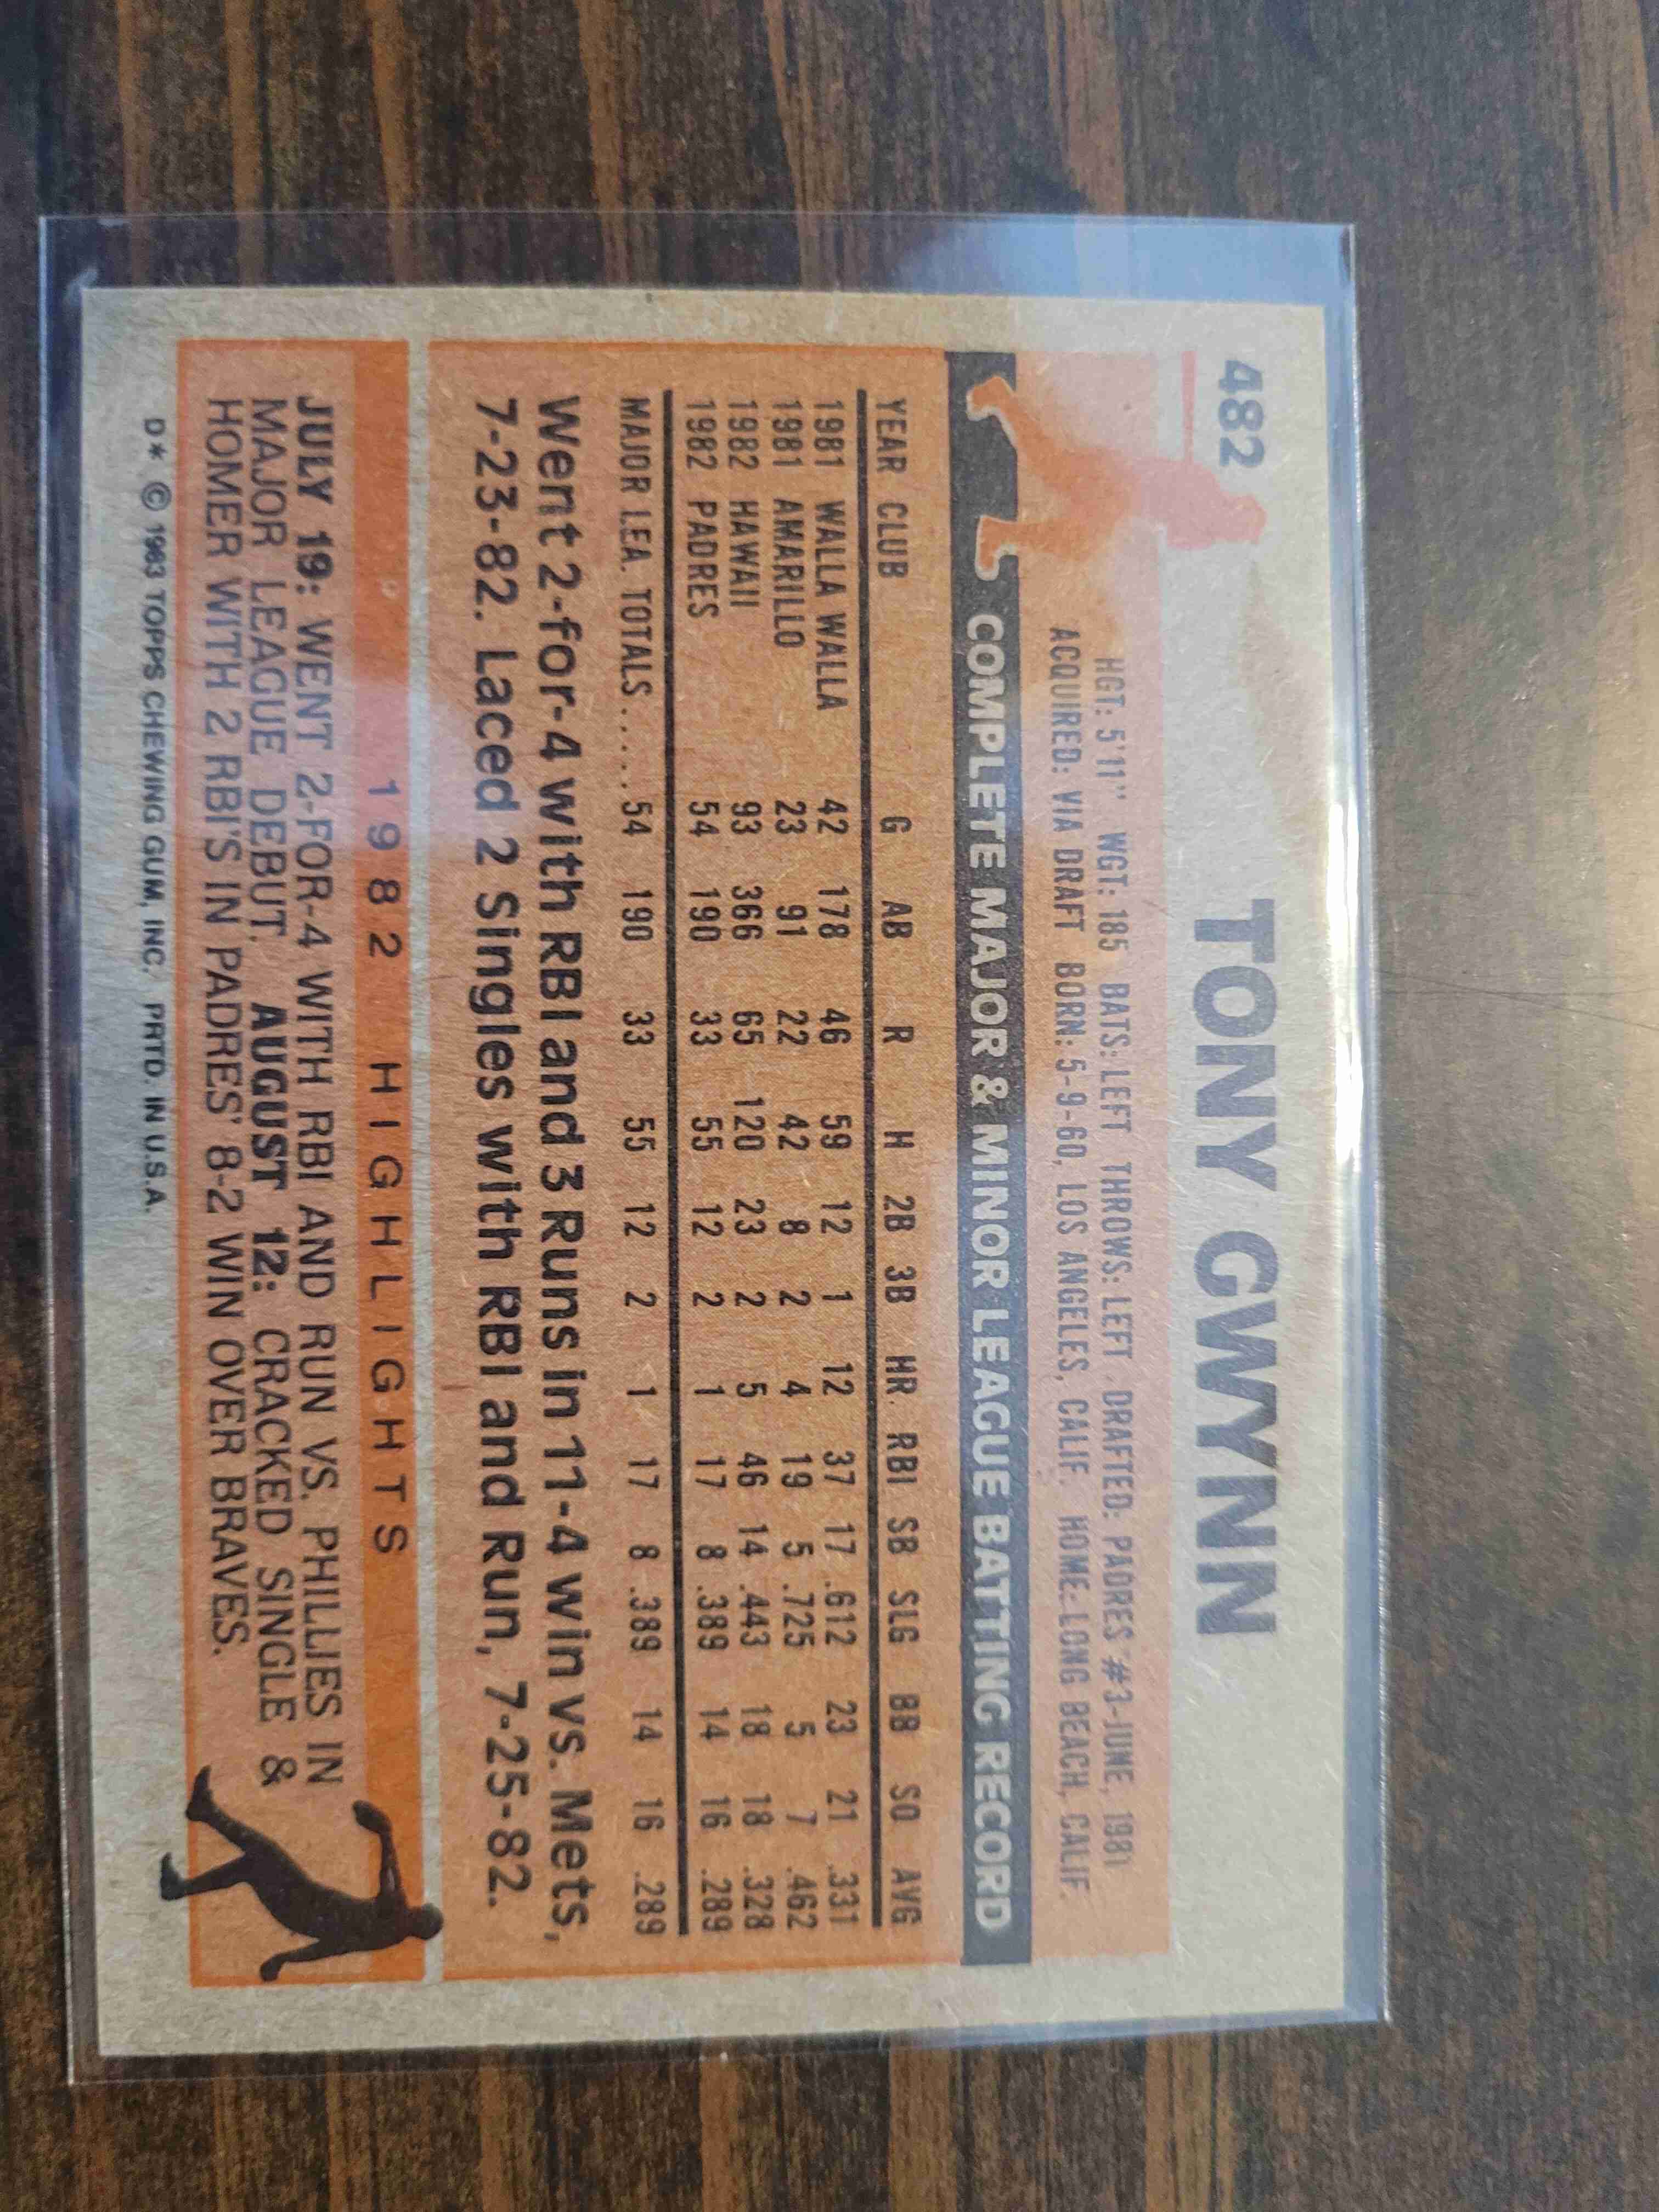 482
TONY GWYNN
HGT: 5'11" WGT: 185 BATS: LEFT THROWS: LEFT DRAFTED: PADRES #3-JUNE, 1981
ACQUIRED: VIA DRAFT BORN: 5-9-60, LOS ANGELES, CALIF. HOME: LONG BEACH, CALIF.
COMPLETE MAJOR & MINOR LEAGUE BATTING RECORD
YEAR CLUB G AB R H 2B 3B HR. RBI SB SLG BB SO AVG
1981 WALLA WALLA 42 178 46 59 12 1 12 37 17 .612 23 21 .331
1981 AMARILLO 23 91 22 42 8 2 4 19 5 .725 5 7 .462
1982 HAWAII 93 366 65 120 23 2 5 46 14 .443 18 18 .328
1982 PADRES 54 190 33 55 12 2 1 17 8 .389 14 16 .289
MAJOR LEA. TOTALS......54 190 33 55 12 2 1 17 8 .389 14 16 .289
Went 2-for-4 with RBI and 3 Runs in 11-4 win vs. Mets,
7-23-82. Laced 2 Singles with RBI and Run, 7-25-82.
1982 HIGHLIGHTS
JULY 19: WENT 2-FOR-4 WITH RBI AND RUN VS. PHILLIES IN
MAJOR LEAGUE DEBUT. AUGUST 12: CRACKED SINGLE &
HOMER WITH 2 RBI'S IN PADRES' 8-2 WIN OVER BRAVES.
D* © 1983 TOPPS CHEWING GUM, INC. PRTD. IN U.S.A.